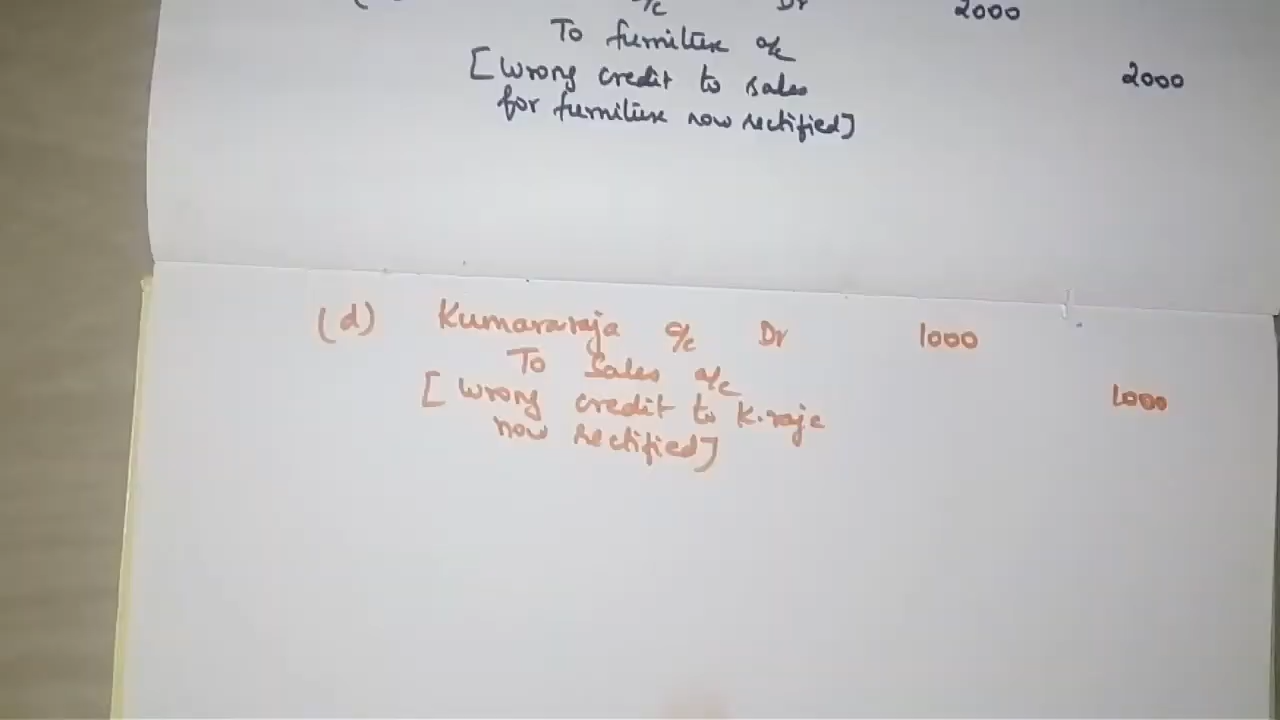 a/c Dr 2000
To furniture a/c
[Wrong credit to sales 2000
for furniture now rectified]
(d) Kumararaja a/c Dr 1000
To Sales a/c
[Wrong credit to K.raja 1000
now rectified]